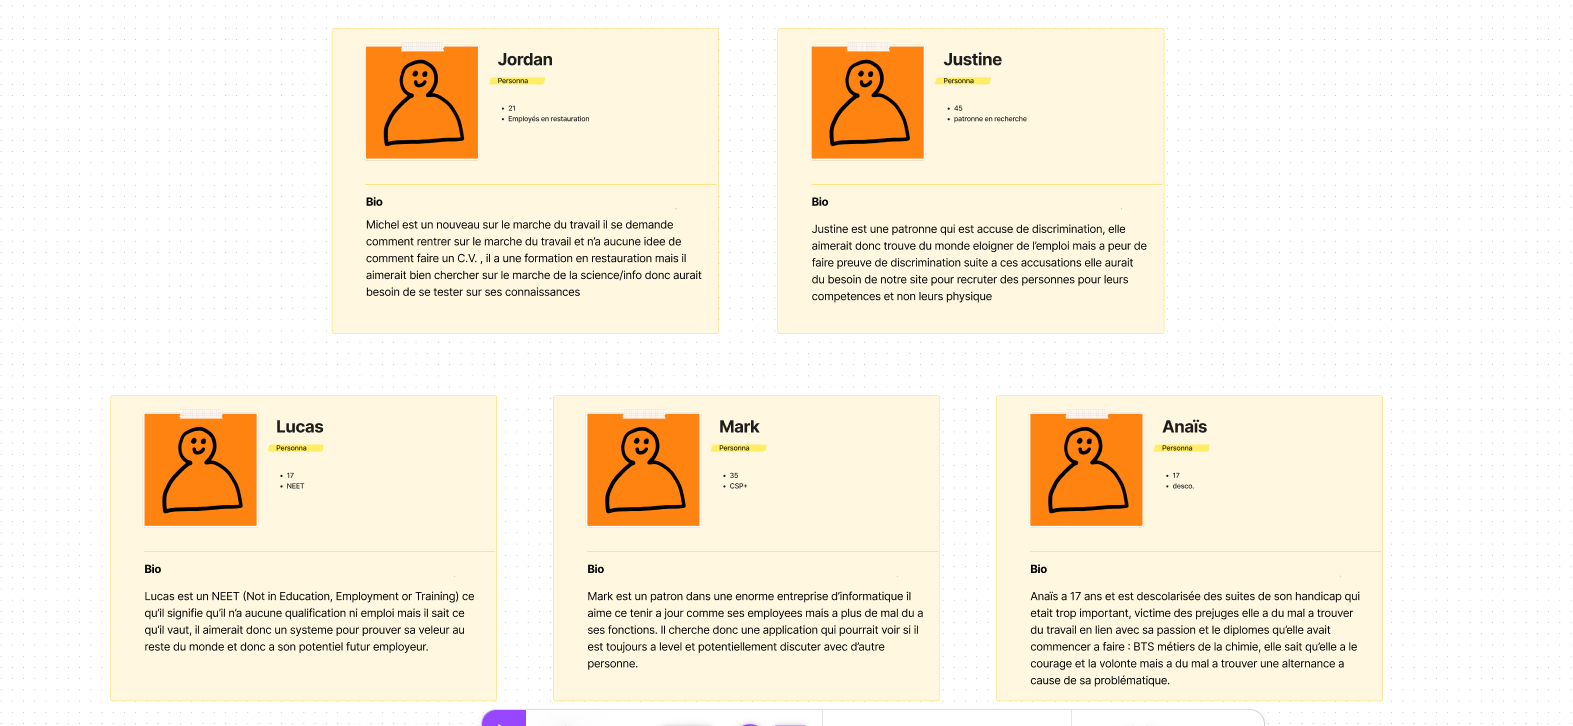 Jordan
Personna
• 21
• Employés en restauration
Bio
Michel est un nouveau sur le marche du travail il se demande
comment rentrer sur le marche du travail et n'a aucune idee de
comment faire un C.V. , il a une formation en restauration mais il
aimerait bien chercher sur le marche de la science/info donc aurait
besoin de se tester sur ses connaissances
Justine
Personna
• 45
• patronne en recherche
Bio
Justine est une patronne qui est accuse de discrimination, elle
aimerait donc trouve du monde eloigner de l'emploi mais a peur de
faire preuve de discrimination suite a ces accusations elle aurait
du besoin de notre site pour recruter des personnes pour leurs
competences et non leurs physique
Lucas
Personna
• 17
• NEET
Bio
Lucas est un NEET (Not in Education, Employment or Training) ce
qu'il signifie qu'il n'a aucune qualification ni emploi mais il sait ce
qu'il vaut, il aimerait donc un systeme pour prouver sa veleur au
reste du monde et donc a son potentiel futur employeur.
Mark
Personna
• 35
• CSP+
Bio
Mark est un patron dans une enorme entreprise d'informatique il
aime ce tenir a jour comme ses employees mais a plus de mal du a
ses fonctions. Il cherche donc une application qui pourrait voir si il
est toujours a level et potentiellement discuter avec d'autre
personne.
Anaïs
Personna
• 17
• desco.
Bio
Anaïs a 17 ans et est descolarisée des suites de son handicap qui
etait trop important, victime des prejuges elle a du mal a trouver
du travail en lien avec sa passion et le diplomes qu'elle avait
commencer a faire : BTS métiers de la chimie, elle sait qu'elle a le
courage et la volonte mais a du mal a trouver une alternance a
cause de sa problématique.